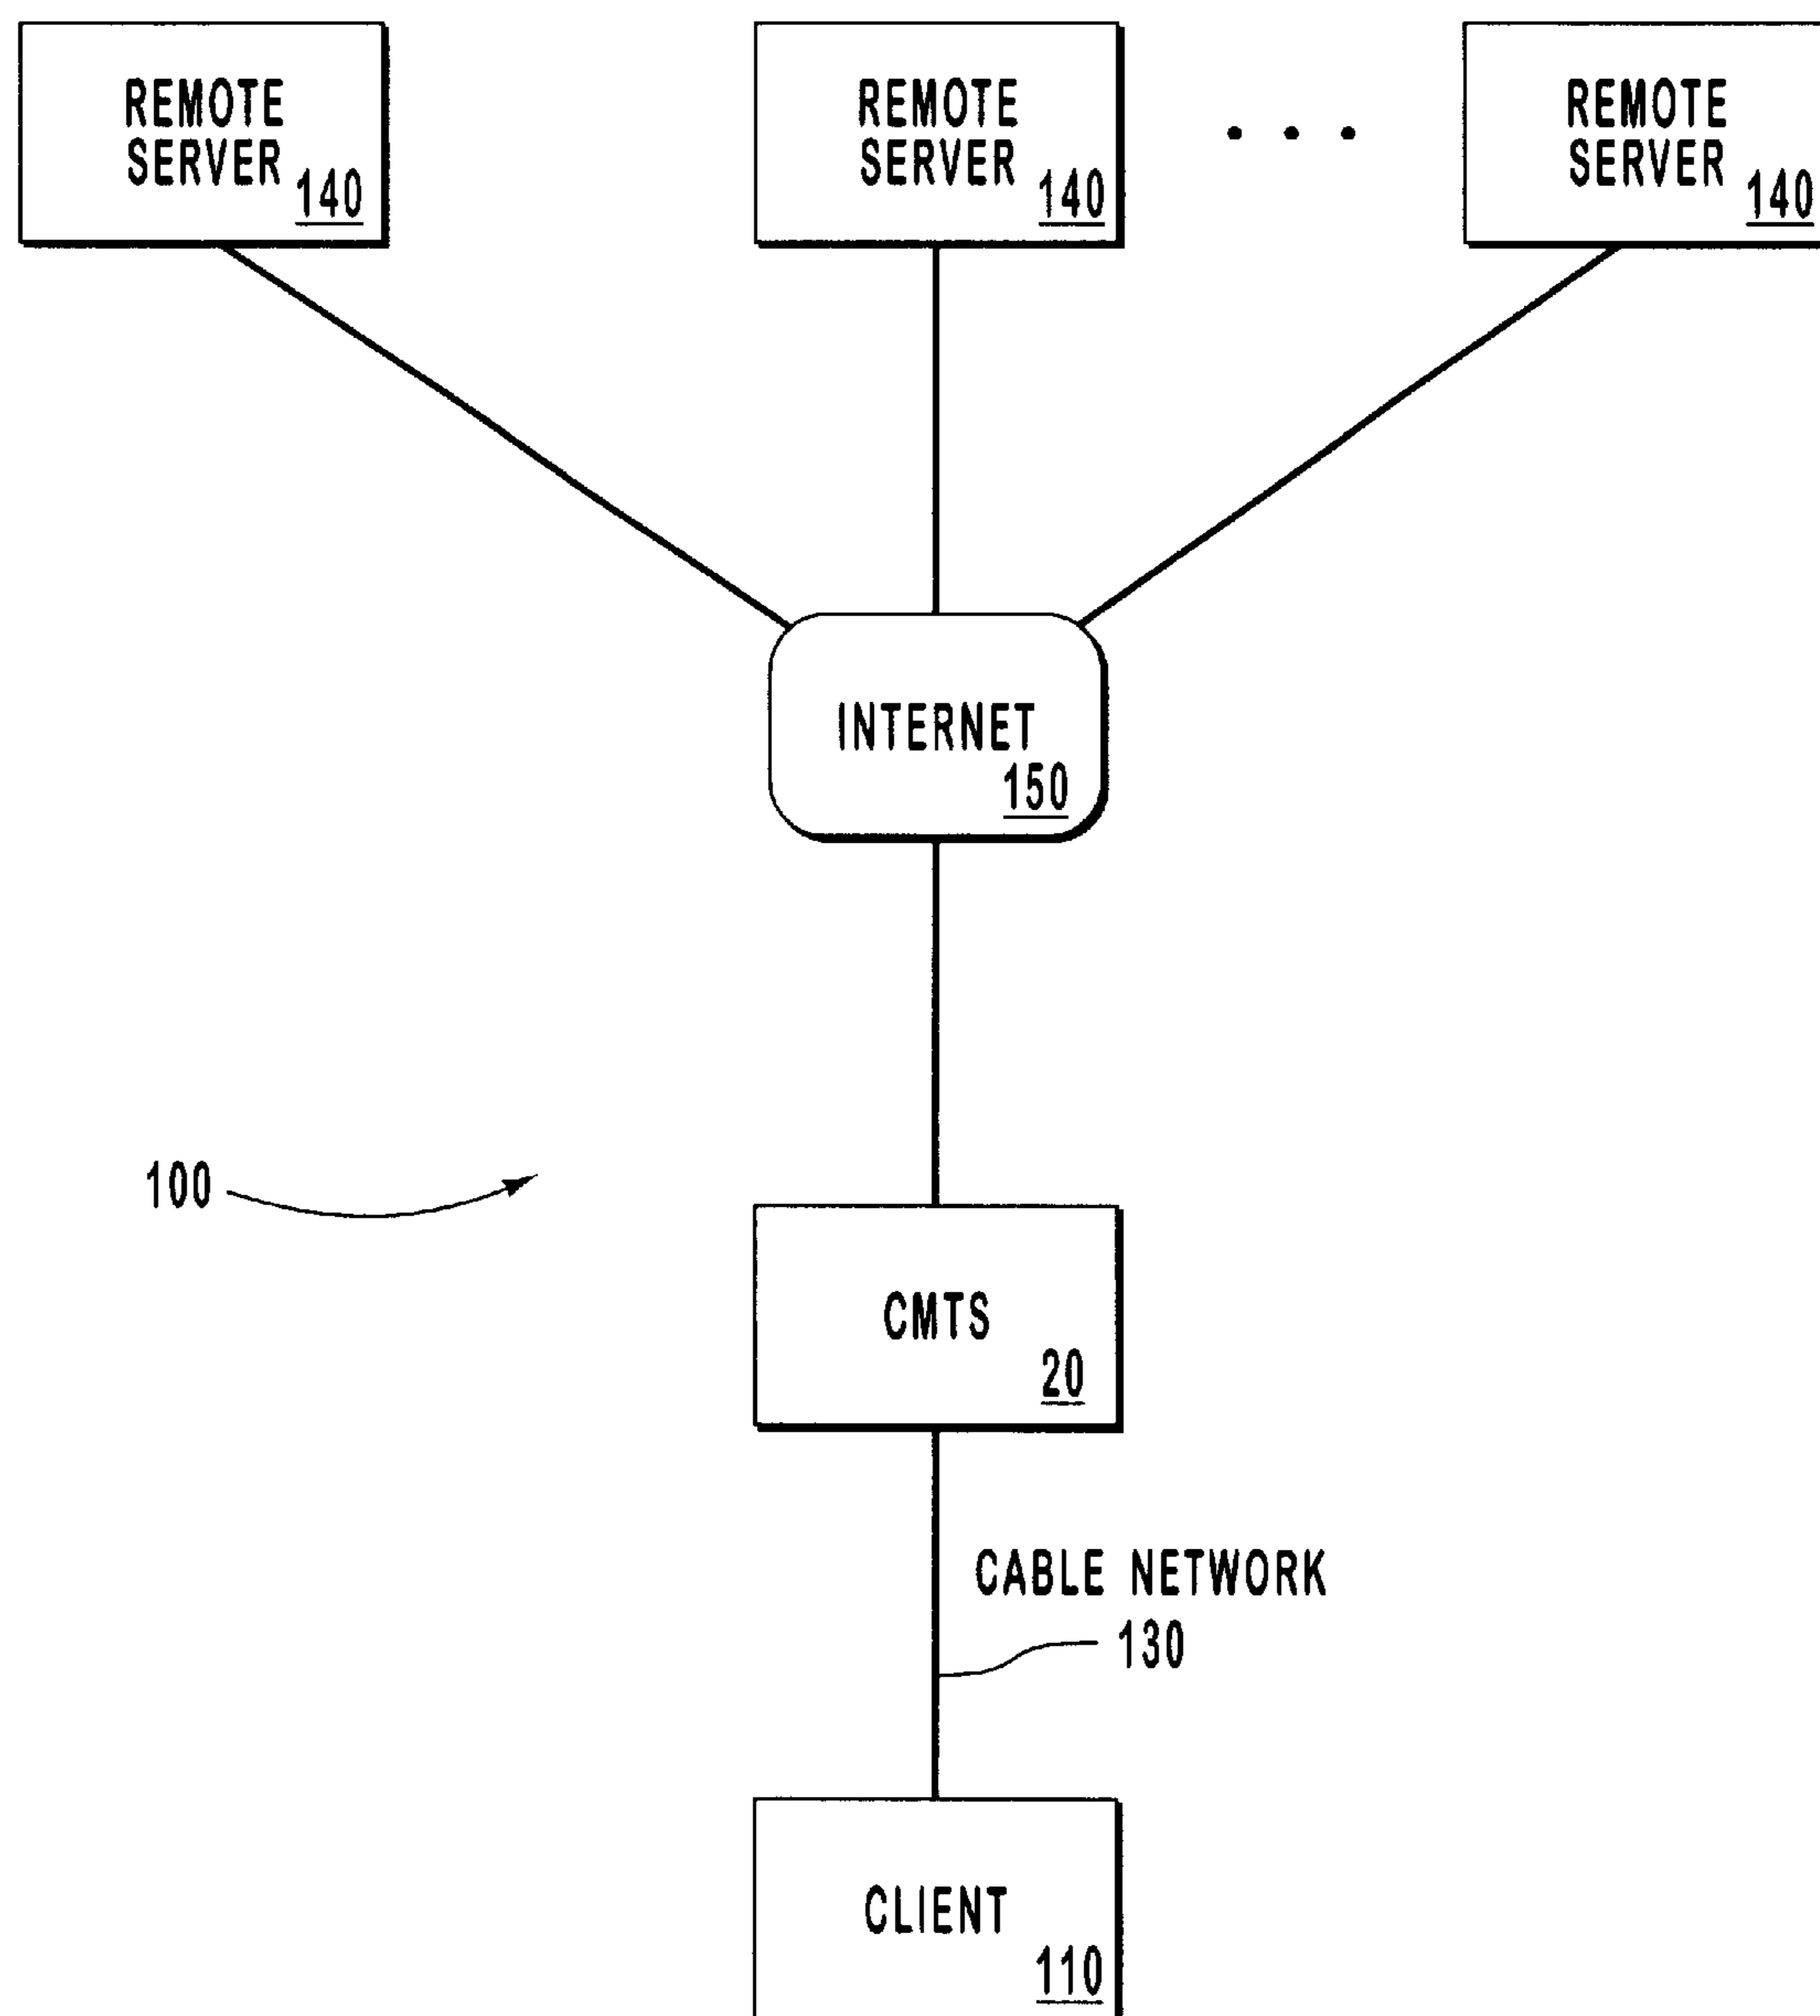 REMOTE
SERVER
140
REMOTE
SERVER
140
REMOTE
SERVER
140
INTERNET
150
100
CMTS
20
CABLE NETWORK
130
CLIENT
110